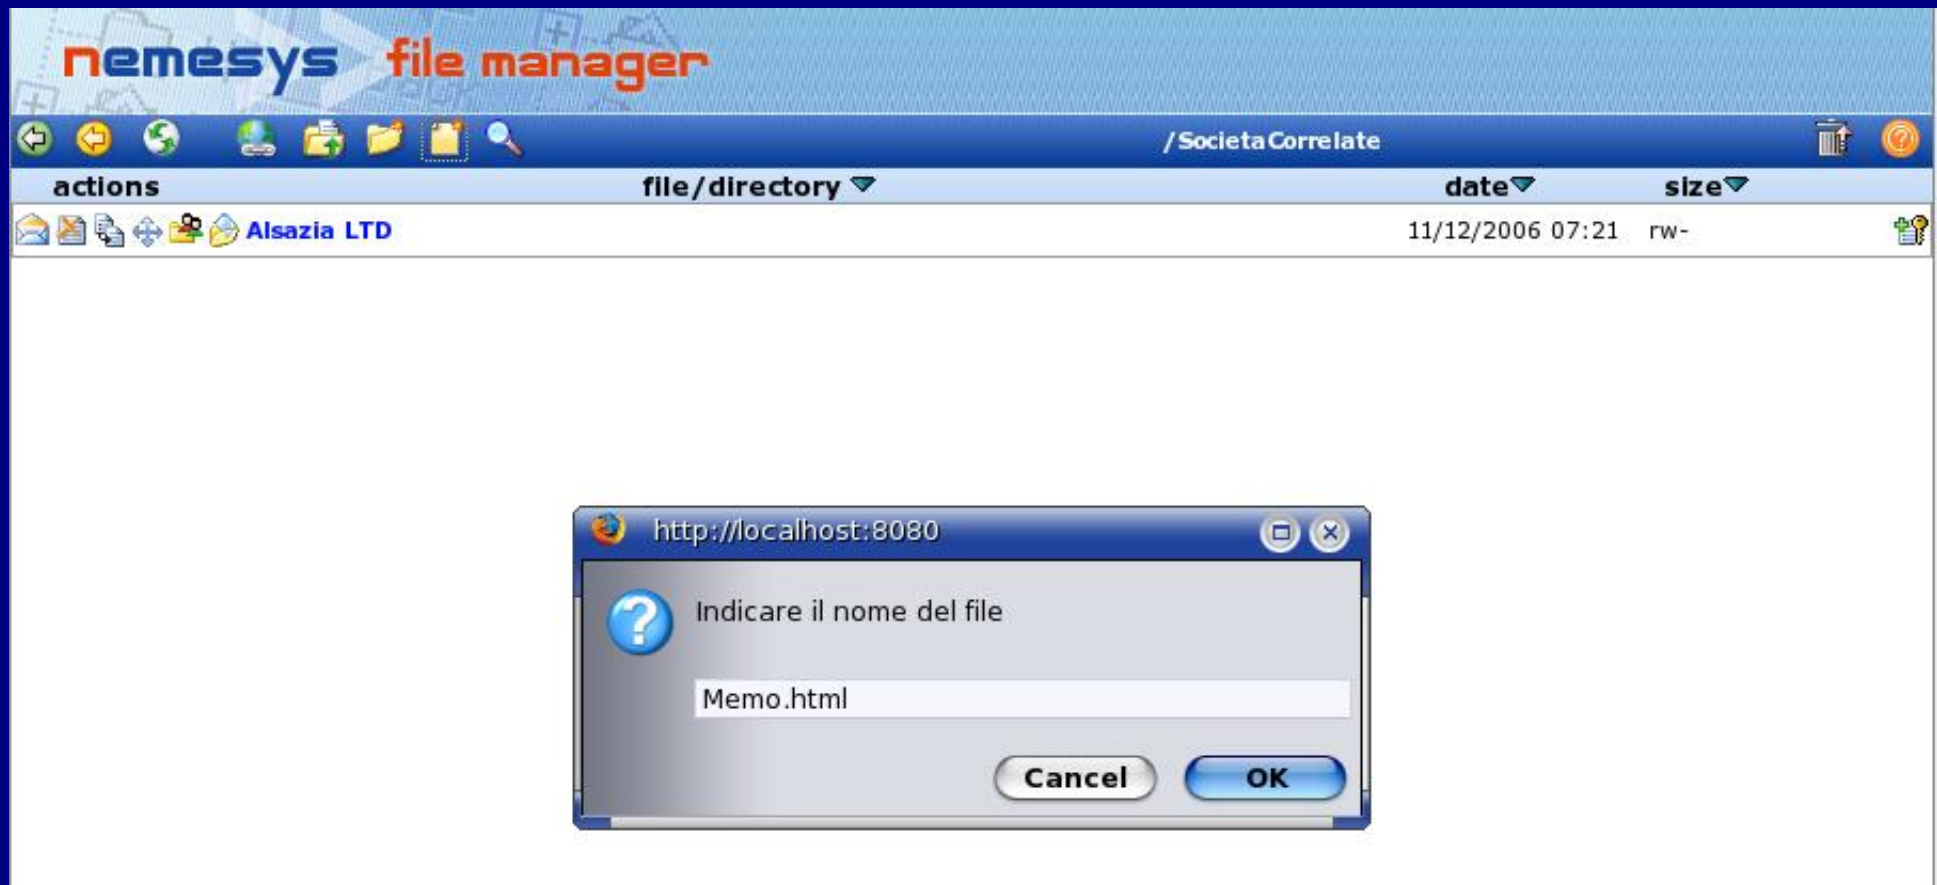 nemesys file manager
/SocietaCorrelate
actions file/directory date size
Alsazia LTD 11/12/2006 07:21 rw-
http://localhost:8080
Indicare il nome del file
Memo.html
Cancel OK